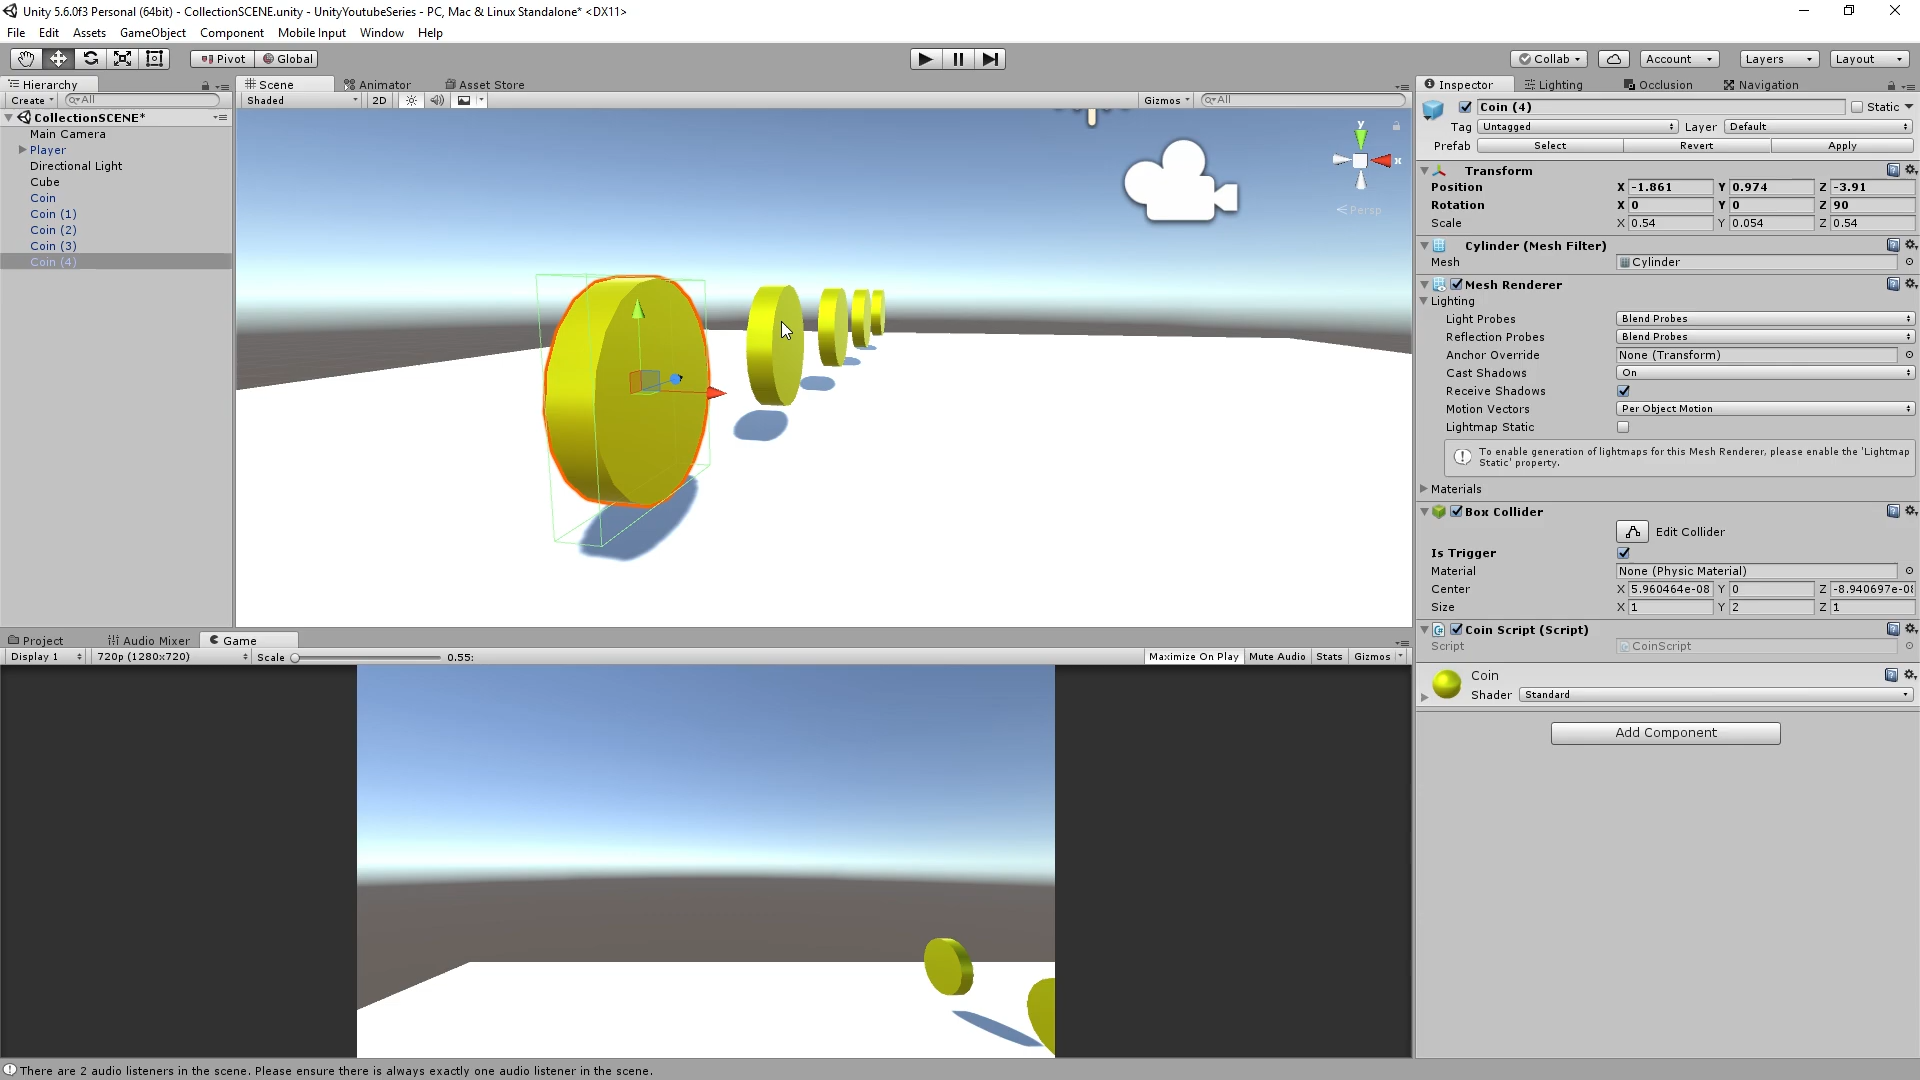 Unity 5.6.0f3 Personal (64bit) - CollectionSCENE.unity - UnityYoutubeSeries - PC, Mac & Linux Standalone* <DX11>
File Edit Assets GameObject Component Mobile Input Window Help
Pivot Global Collab Account Layers Layout
Hierarchy Scene Animator Asset Store Inspector Lighting Occlusion Navigation
Create All Shaded 2D Gizmos All
CollectionSCENE*
Main Camera
Player
Directional Light
Cube
Coin
Coin (1)
Coin (2)
Coin (3)
Coin (4)
y
x
Persp
Coin (4) Static
Tag Untagged Layer Default
Prefab Select Revert Apply
Transform
Position X -1.861 Y 0.974 Z -3.91
Rotation X 0 Y 0 Z 90
Scale X 0.54 Y 0.054 Z 0.54
Cylinder (Mesh Filter)
Mesh Cylinder
Mesh Renderer
Lighting
Light Probes Blend Probes
Reflection Probes Blend Probes
Anchor Override None (Transform)
Cast Shadows On
Receive Shadows
Motion Vectors Per Object Motion
Lightmap Static
To enable generation of lightmaps for this Mesh Renderer, please enable the 'Lightmap
Static' property.
Materials
Box Collider
Edit Collider
Is Trigger
Material None (Physic Material)
Center X 5.960464e-08 Y 0 Z -8.940697e-08
Size X 1 Y 2 Z 1
Coin Script (Script)
Script CoinScript
Coin
Shader Standard
Add Component
Project Audio Mixer Game
Display 1 720p (1280x720) Scale 0.55: Maximize On Play Mute Audio Stats Gizmos
There are 2 audio listeners in the scene. Please ensure there is always exactly one audio listener in the scene.